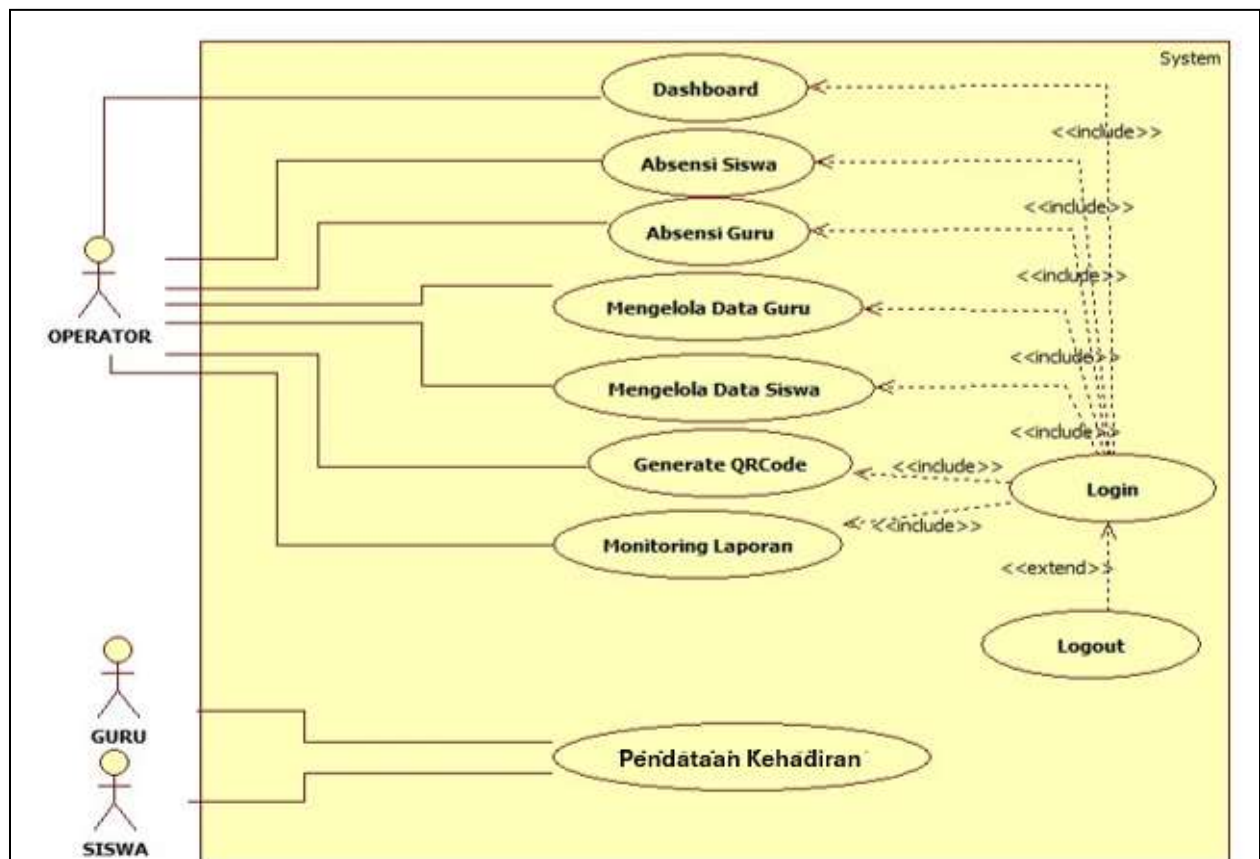 System
Dashboard
<<include>>
Absensi Siswa
<<include>>
Absensi Guru
OPERATOR
<<include>>
Mengelola Data Guru
<<include>>
Mengelola Data Siswa
<<include>>
Generate QRCode
<<include>>
Login
Monitoring Laporan
<<include>>
<<extend>>
Logout
GURU
Pendataan Kehadiran
SISWA